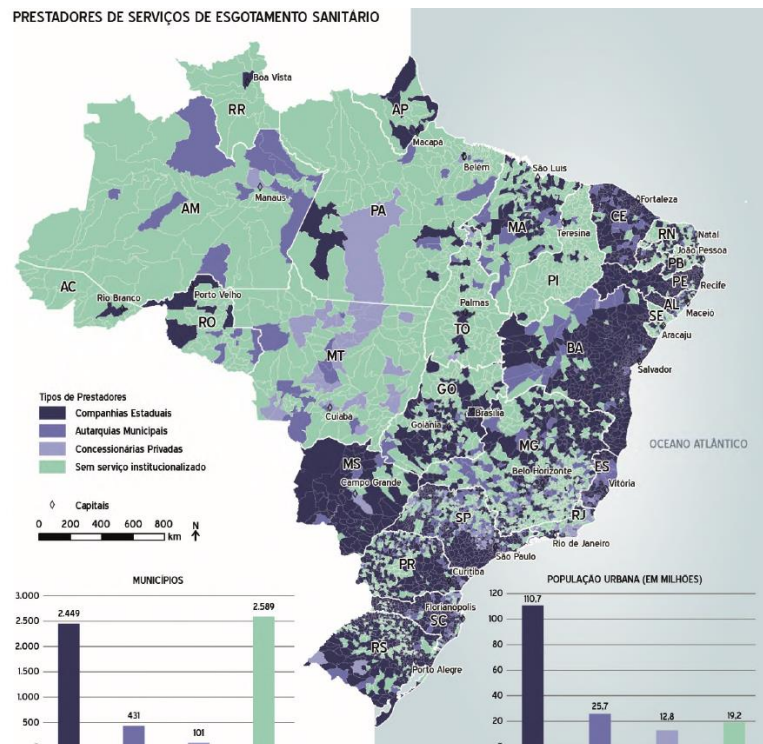 PRESTADORES DE SERVIÇOS DE ESGOTAMENTO SANITÁRIO
Boa Vista
RR
AP
Macapá
Belém
São Luis
Manaus
Fortaleza
AM
PA
MA
CE
Teresina
RN
Natal
João Pessoa
PB
PI
PE
Recife
AC
Rio Branco
Porto Velho
Palmas
AL
Maceio
SE
RO
TO
Aracaju
MT
BA
Salvador
GO
Tipos de Prestadores
Companhias Estaduais
Autarquias Municipais
Concessionárias Privadas
Sem serviço institucionalizado
Cuiaba
Brasília
Goiânia
MG
OCEANO ATLÂNTICO
MS
Belo Horizonte
ES
Campo Grande
Vitória
Capitais
0 200 400 600 800
km
N
SP
RJ
Rio de Janeiro
São Paulo
PR
Curitiba
Florianópolis
SC
RS
Porto Alegre
MUNICÍPIOS
3.000
2.500
2.000
1.500
1.000
500
2.449
431
101
2.589
POPULAÇÃO URBANA (EM MILHÕES)
120
100
80
60
40
20
110,7
25,7
12,8
19,2